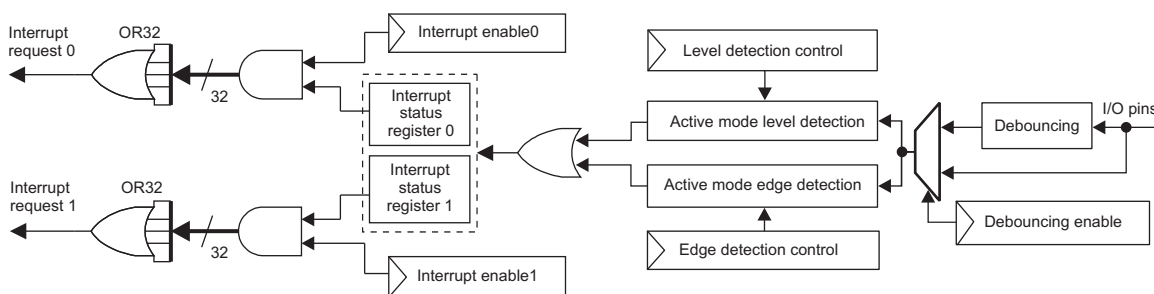 Interrupt
request 0
OR32
32
Interrupt enable0
Interrupt
status
register 0
Level detection control
Active mode level detection
Debouncing
I/O pins
Interrupt
request 1
OR32
32
Interrupt
status
register 1
Interrupt enable1
Active mode edge detection
Edge detection control
Debouncing enable